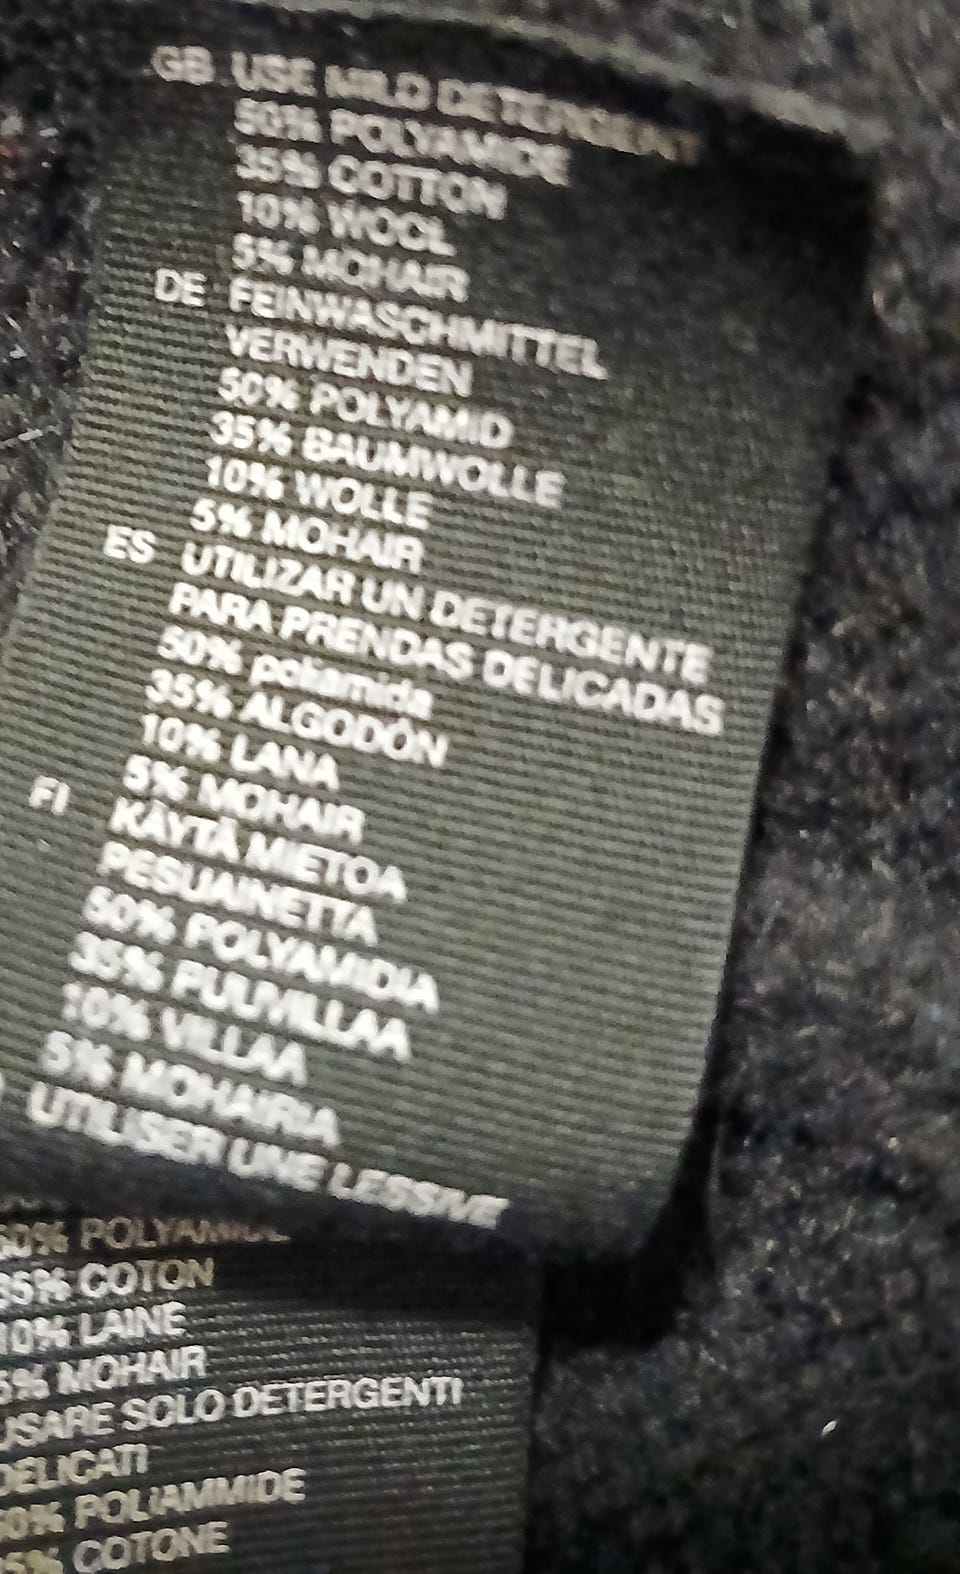 GB USE MILD DETERGENT
50% POLYAMIDE
35% COTTON
10% WOOL
5% MOHAIR
DE FEINWASCHMITTEL
VERWENDEN
50% POLYAMID
35% BAUMWOLLE
10% WOLLE
5% MOHAIR
ES UTILIZAR UN DETERGENTE
PARA PRENDAS DELICADAS
50% poliamida
35% ALGODÓN
10% LANA
5% MOHAIR
FI KÄYTÄ MIETOA
PESUAINETTA
50% POLYAMIDIA
35% PUUVILLAA
10% VILLAA
5% MOHAIRIA
UTILISER UNE LESSIVE
50% POLYAMIDE
35% COTON
10% LAINE
5% MOHAIR
USARE SOLO DETERGENTI
DELICATI
50% POLIAMMIDE
35% COTONE